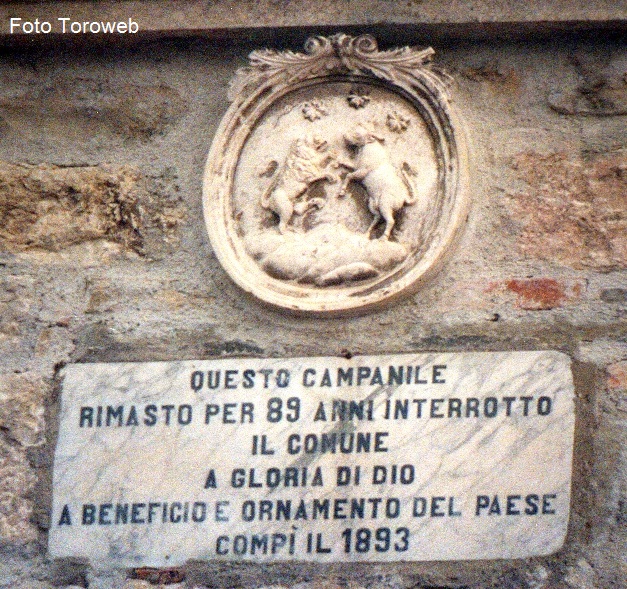 Foto Toroweb
QUESTO CAMPANILE
RIMASTO PER 89 ANNI INTERROTTO
IL COMUNE
A GLORIA DI DIO
A BENEFICIO E ORNAMENTO DEL PAESE
COMPÌ IL 1893